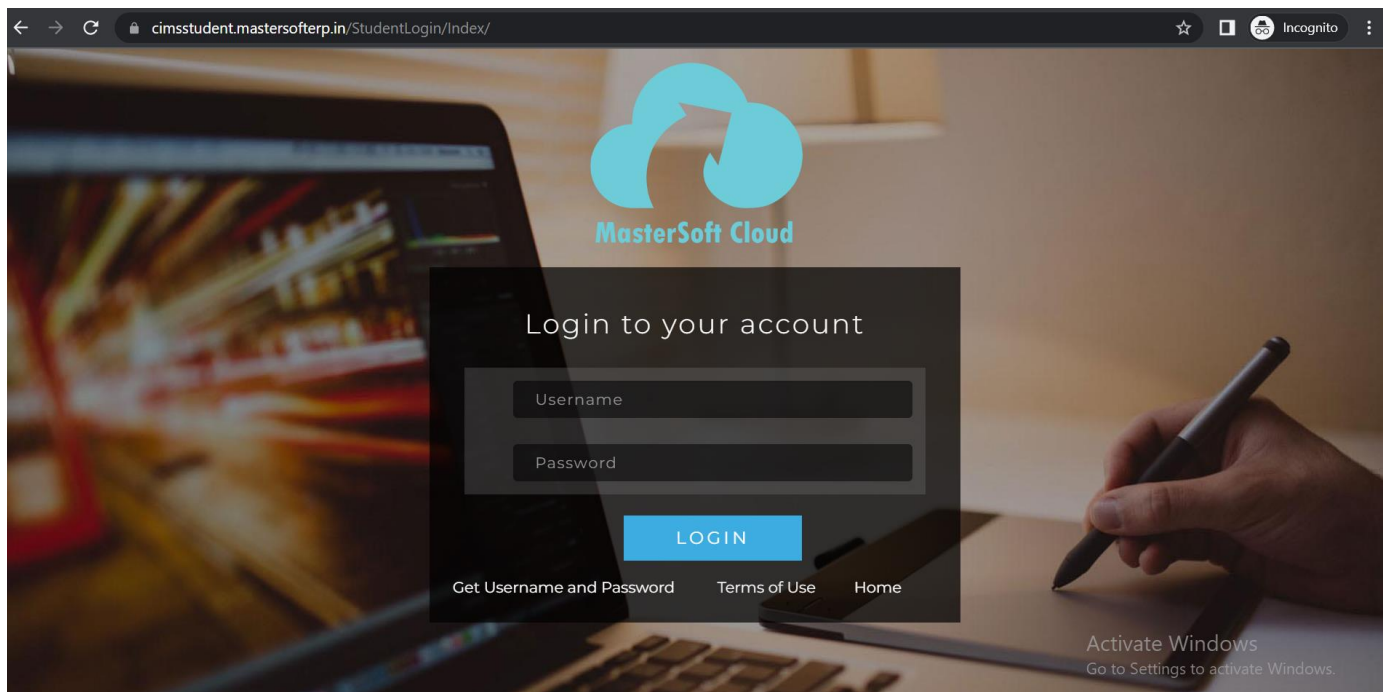 cimsstudent.mastersofterp.in/StudentLogin/Index/ Incognito
MasterSoft Cloud
Login to your account
Username
Password
LOGIN
Get Username and Password Terms of Use Home
Activate Windows
Go to Settings to activate Windows.